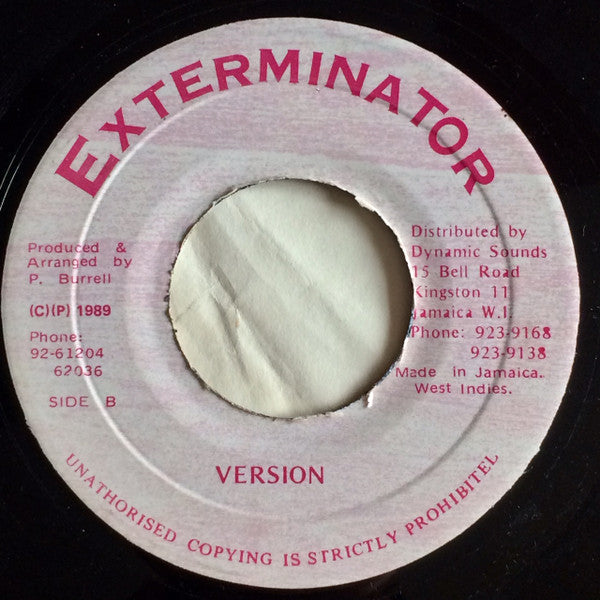 EXTERMINATOR
Produced &
Arranged by
P. Burrell
(C)(P) 1989
Phone:
92-61204
62036
SIDE B
Distributed by
Dynamic Sounds
15 Bell Road
Kingston 11
Jamaica W.I.
Phone: 923-9168
923-9138
Made in Jamaica.
West Indies.
VERSION
UNATHORISED COPYING IS STRICTLY PROHIBITEL